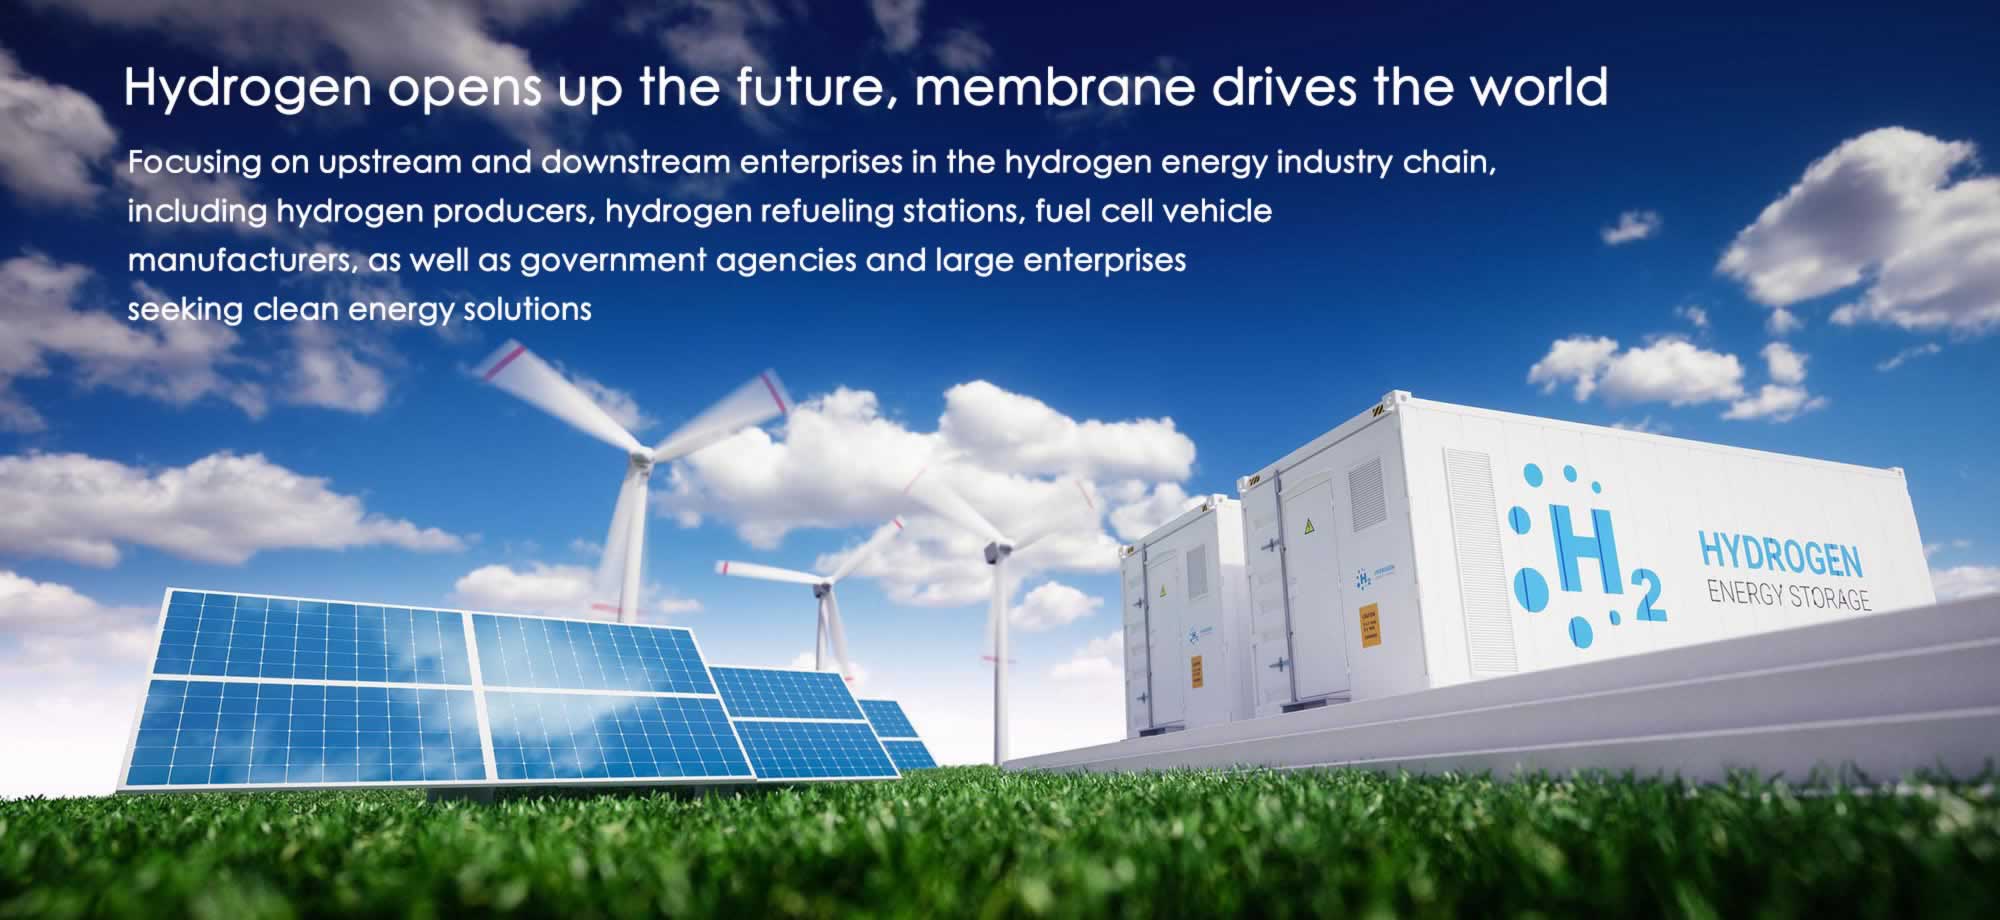 Hydrogen opens up the future, membrane drives the world
Focusing on upstream and downstream enterprises in the hydrogen energy industry chain,
including hydrogen producers, hydrogen refueling stations, fuel cell vehicle
manufacturers, as well as government agencies and large enterprises
seeking clean energy solutions
H2
HYDROGEN
ENERGY STORAGE